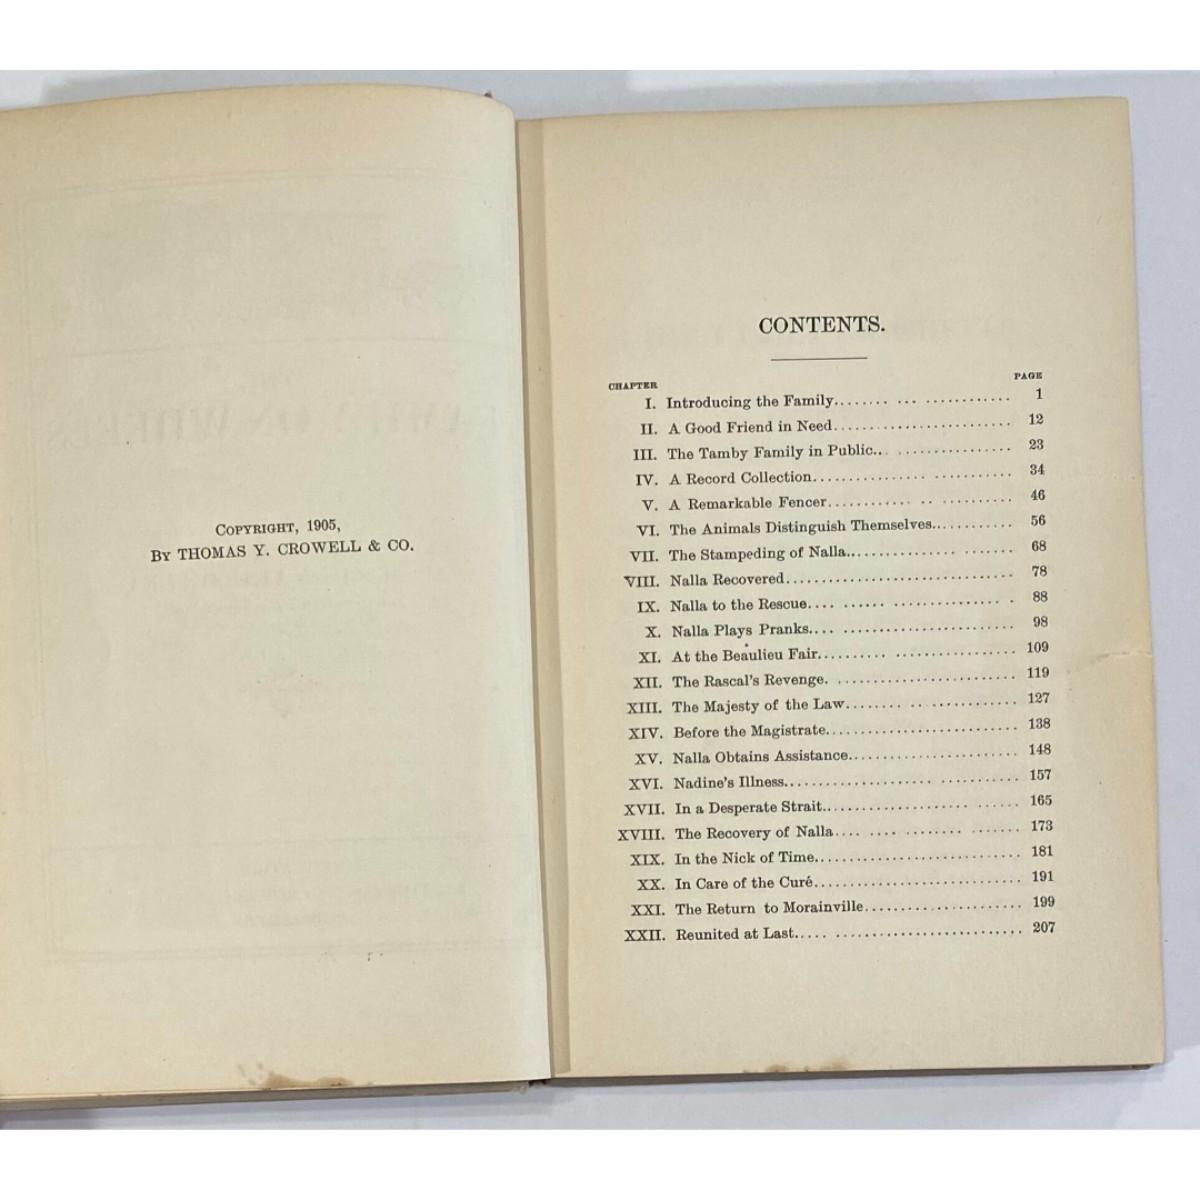 COPYRIGHT, 1905,
BY THOMAS Y. CROWELL & CO.
CONTENTS.
CHAPTER PAGE
I. Introducing the Family........ ... ............ 1
II. A Good Friend in Need........................ 12
III. The Tamby Family in Public... ................ 23
IV. A Record Collection................ ............ 34
V. A Remarkable Fencer............ .. .......... 46
VI. The Animals Distinguish Themselves............ 56
VII. The Stampeding of Nalla................ ....... 68
VIII. Nalla Recovered............................... 78
IX. Nalla to the Rescue.... ...... ............... . 88
X. Nalla Plays Pranks.... ........................ 98
XI. At the Beaulieu Fair.......... ................. 109
XII. The Rascal's Revenge. ......................... 119
XIII. The Majesty of the Law........ .. ............. 127
XIV. Before the Magistrate.......................... 138
XV. Nalla Obtains Assistance....................... 148
XVI. Nadine's Illness.................... ........... 157
XVII. In a Desperate Strait.................... ...... 165
XVIII. The Recovery of Nalla.... .... ........ ....... 173
XIX. In the Nick of Time............................ 181
XX. In Care of the Curé............................ 191
XXI. The Return to Morainville..................... 199
XXII. Reunited at Last..... .......................... 207